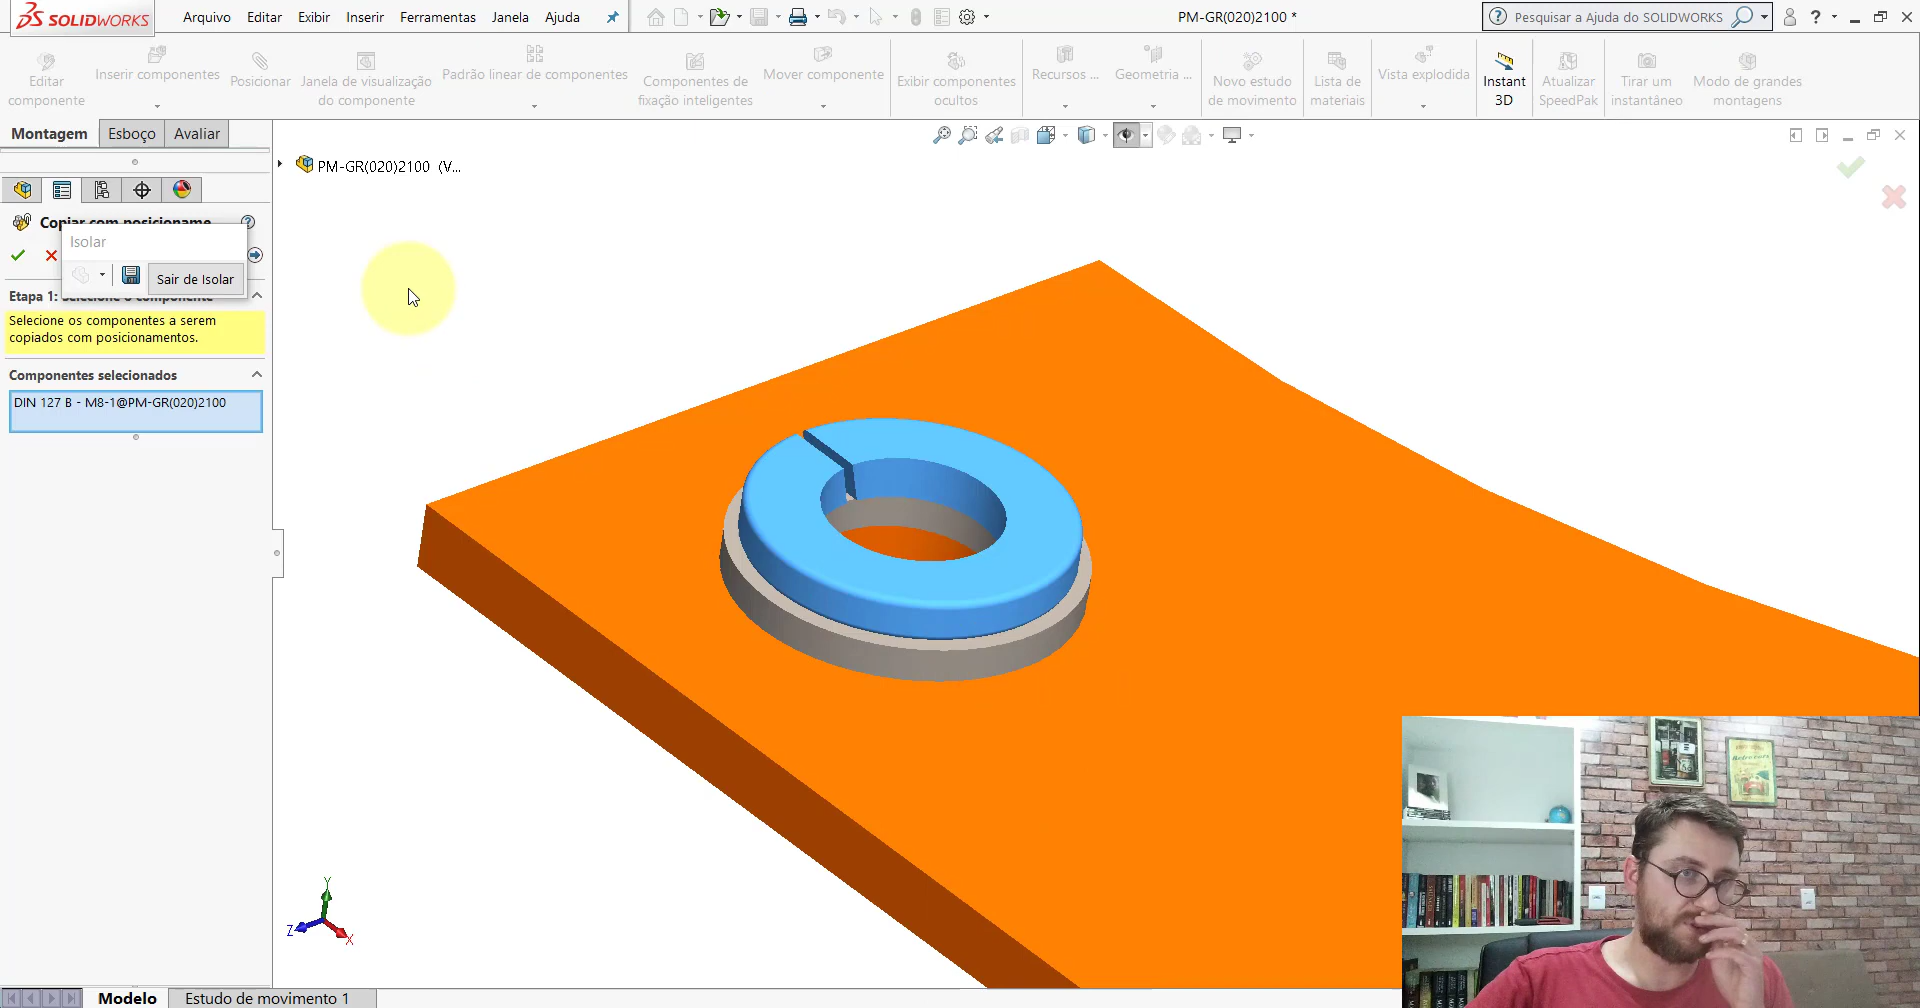 SOLIDWORKS
Arquivo Editar Exibir Inserir Ferramentas Janela Ajuda
PM-GR(020)2100 *
Pesquisar a Ajuda do SOLIDWORKS
Editar
componente
Inserir componentes
Posicionar
Janela de visualização
do componente
Padrão linear de componentes
Componentes de
fixação inteligentes
Mover componente
Exibir componentes
ocultos
Recursos ...
Geometria ...
Novo estudo
de movimento
Lista de
materiais
Vista explodida
Instant
3D
Atualizar
SpeedPak
Tirar um
instantâneo
Modo de grandes
montagens
Montagem Esboço Avaliar
PM-GR(020)2100 (V...
Copiar com posicioname
Isolar
Sair de Isolar
Etapa 1: Selecione o componente
Selecione os componentes a serem
copiados com posicionamentos.
Componentes selecionados
DIN 127 B - M8-1@PM-GR(020)2100
Y
Z
X
Modelo Estudo de movimento 1